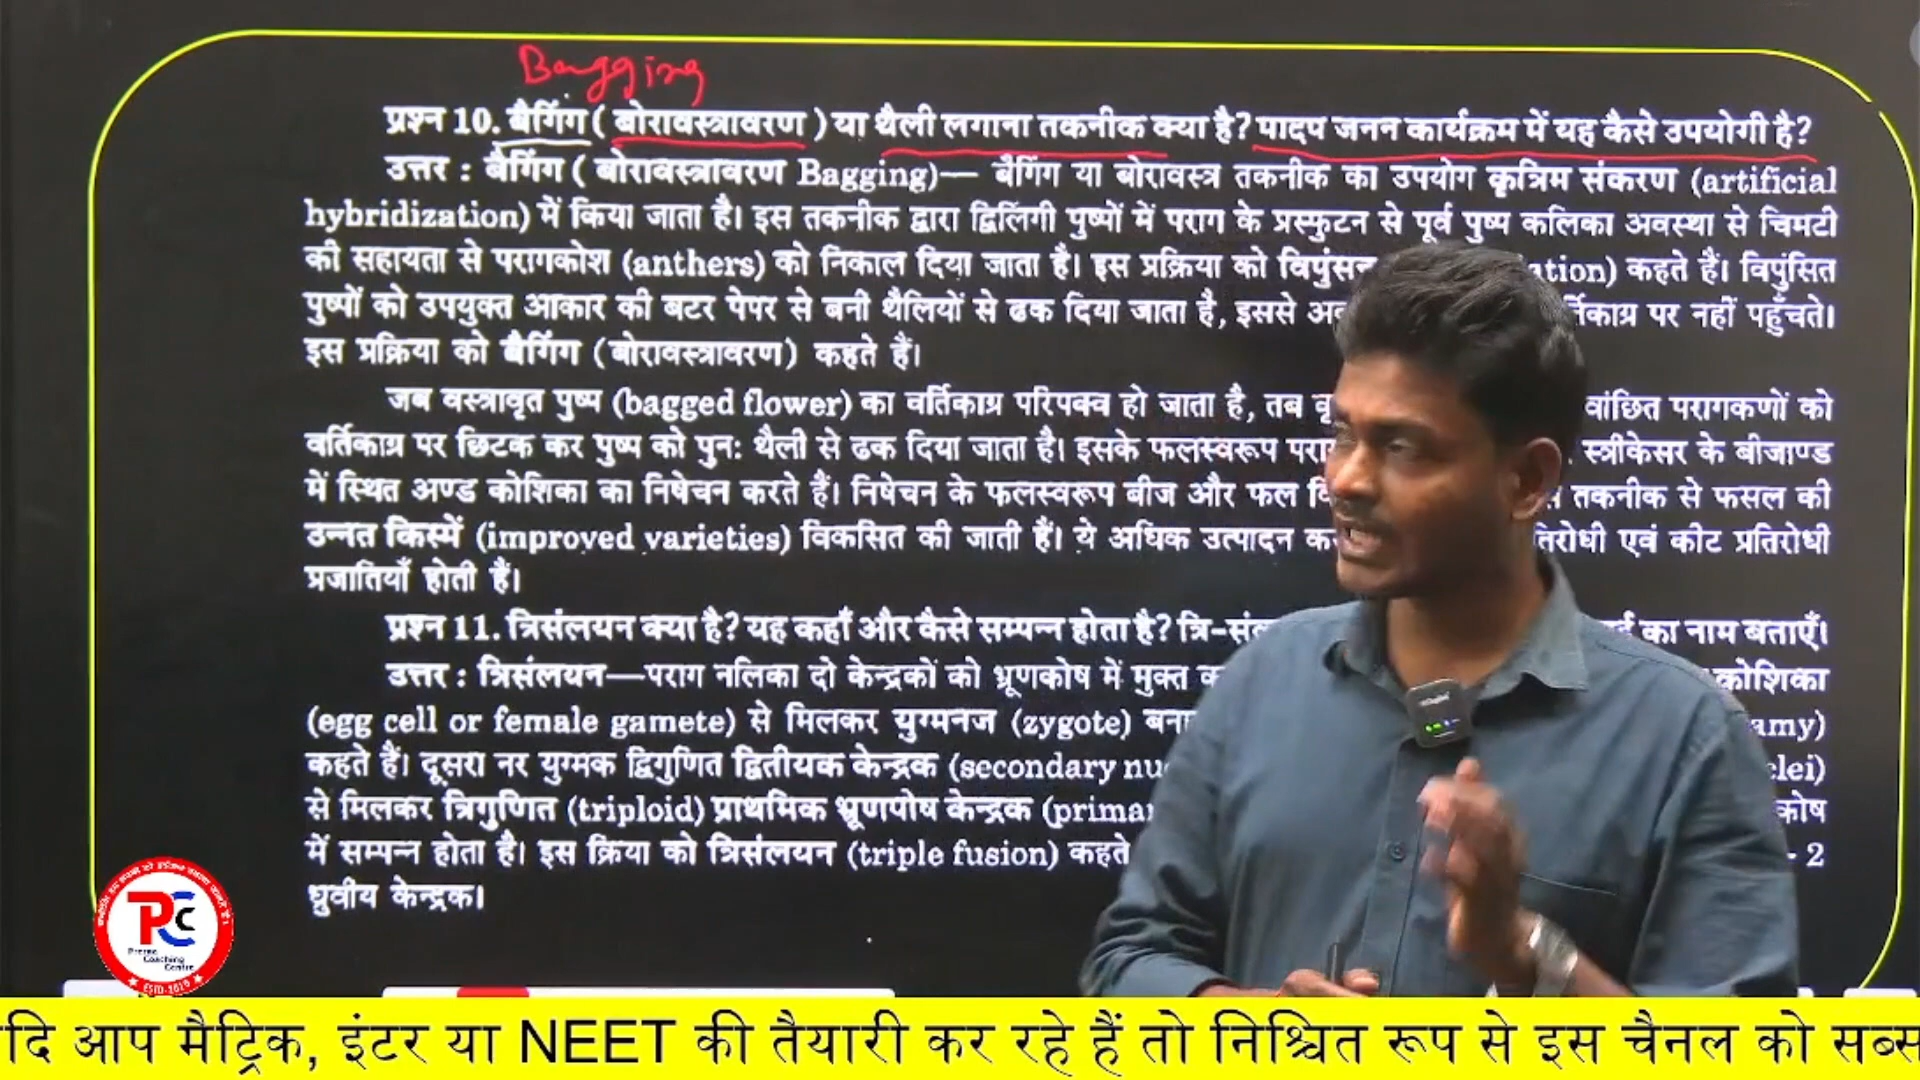 Bagging
प्रश्न 10. बैगिंग ( बोरावस्त्रावरण ) या थैली लगाना तकनीक क्या है? पादप जनन कार्यक्रम में यह कैसे उपयोगी है?
उत्तर : बैगिंग ( बोरावस्त्रावरण Bagging)— बैगिंग या बोरावस्त्र तकनीक का उपयोग कृत्रिम संकरण (artificial
hybridization) में किया जाता है। इस तकनीक द्वारा द्विलिंगी पुष्पों में पराग के प्रस्फुटन से पूर्व पुष्प कलिका अवस्था से चिमटी
की सहायता से परागकोश (anthers) को निकाल दिया जाता है। इस प्रक्रिया को ation) कहते हैं। विपुंसित
पुष्पों को उपयुक्त आकार की बटर पेपर से बनी थैलियों से ढक दिया जाता है, इससे पर नहीं पहुँचते।
इस प्रक्रिया को बैगिंग (बोरावस्त्रावरण) कहते हैं।
जब वस्त्रावृत पुष्प (bagged flower) का वर्तिकाग्र परिपक्व हो जाता है, तब वांछित परागकणों को
वर्तिकाग्र पर छिटक कर पुष्प को पुन: थैली से ढक दिया जाता है। इसके फलस्वरूप परा स्त्रीकेसर के बीजाण्ड
में स्थित अण्ड कोशिका का निषेचन करते हैं। निषेचन के फलस्वरूप बीज और फल वि तकनीक से फसल की
उन्नत किस्में (improved varieties) विकसित की जाती हैं। ये अधिक उत्पादन तिरोधी एवं कीट प्रतिरोधी
प्रजातियाँ होती हैं।
प्रश्न 11. त्रिसंलयन क्या है? यह कहाँ और कैसे सम्पन्न होता है? त्रि-सं का नाम बताएँ।
उत्तर : त्रिसंलयन—पराग नलिका दो केन्द्रकों को भ्रूणकोष में मुक्त कोशिका
(egg cell or female gamete) से मिलकर युग्मनज (zygote) बना amy)
कहते हैं। दूसरा नर युग्मक द्विगुणित द्वितीयक केन्द्रक (secondary nu clei)
से मिलकर त्रिगुणित (triploid) प्राथमिक भ्रूणपोष केन्द्रक (prima कोष
में सम्पन्न होता है। इस क्रिया को त्रिसंलयन (triple fusion) कहते - 2
ध्रुवीय केन्द्रक।
PCC
Prerna
Coaching
Centre
ESTD-2019
दि आप मैट्रिक, इंटर या NEET की तैयारी कर रहे हैं तो निश्चित रूप से इस चैनल को सब्स